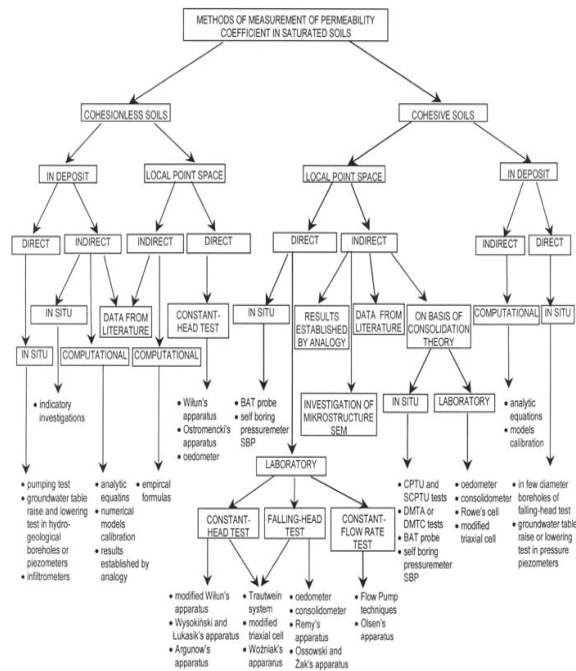 METHODS OF MEASUREMENT OF PERMEABILITY
COEFFICIENT IN SATURATED SOILS
COHESIONLESS SOILS
COHESIVE SOILS
IN DEPOSIT
LOCAL POINT SPACE
LOCAL POINT SPACE
IN DEPOSIT
DIRECT
INDIRECT
INDIRECT
DIRECT
DIRECT
INDIRECT
INDIRECT
DIRECT
IN SITU
DATA FROM
LITERATURE
CONSTANT-
HEAD TEST
IN SITU
RESULTS
ESTABLISHED
BY ANALOGY
DATA FROM
LITERATURE
ON BASIS OF
CONSOLIDATION
THEORY
COMPUTATIONAL
IN SITU
IN SITU
COMPUTATIONAL
COMPUTATIONAL
• indicatory
investigations
• Wiłun's
apparatus
• Ostromencki's
apparatus
• oedometer
• BAT probe
• self boring
pressuremeter
SBP
INVESTIGATION OF
MIKROSTRUCTURE
SEM
IN SITU
LABORATORY
• analytic
equations
• models
calibration
• pumping test
• groundwater table
raise and lowering
test in hydro-
geological
boreholes or
piezometers
• infiltrometers
• analytic
equatins
• numerical
models
calibration
• results
established by
analogy
• empircal
formulas
LABORATORY
• CPTU and
SCPTU tests
• DMTA or
DMTC tests
• BAT probe
• self boring
pressuremeter
SBP
• oedometer
• consolidometer
• Rowe's cell
• modified
triaxial cell
• in few diameter
boreholes of
falling-head test
• groundwater table
raise or lowering
test in pressure
piezometers
CONSTANT-
HEAD TEST
FALLING-HEAD
TEST
CONSTANT-
FLOW RATE
TEST
• modified Wiłun's
apparatus
• Wysokiński and
Łukasik's apparatus
• Argunow's
apparatus
• Trautwein
system
• modified
triaxial cell
• Woźniak's
appararus
• oedometer
• consolidometer
• Remy's
apparatus
• Ossowski and
Żak's apparatus
• Flow Pump
techniques
• Olsen's
apparatus